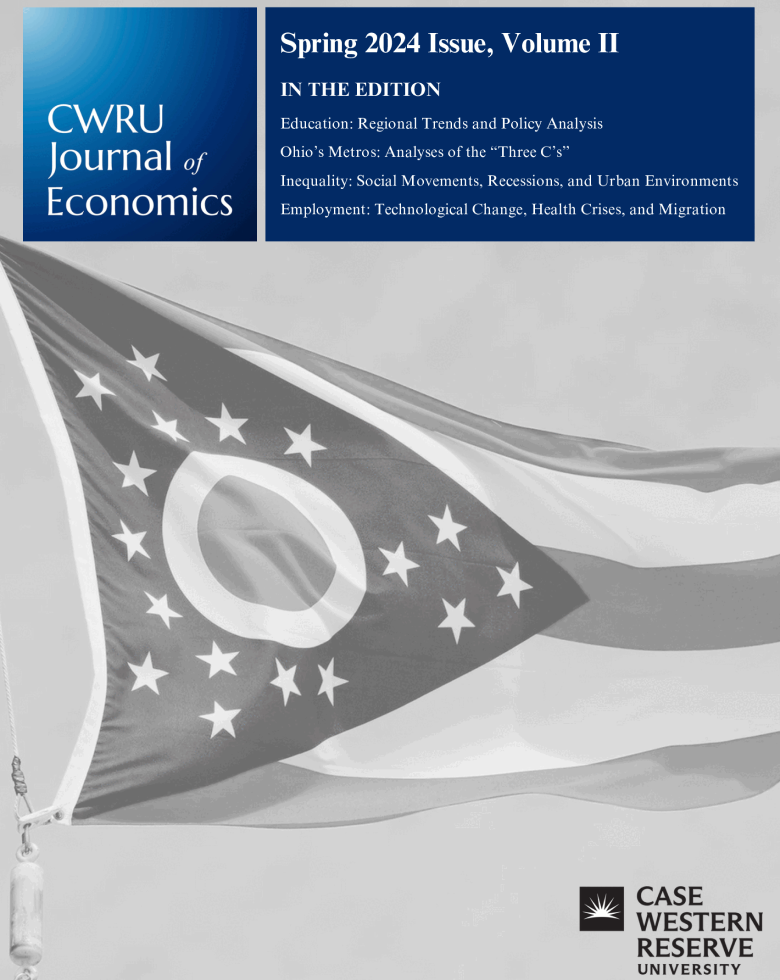 CWRU
Journal of
Economics
Spring 2024 Issue, Volume II
IN THE EDITION
Education: Regional Trends and Policy Analysis
Ohio’s Metros: Analyses of the “Three C’s”
Inequality: Social Movements, Recessions, and Urban Environments
Employment: Technological Change, Health Crises, and Migration
CASE
WESTERN
RESERVE
UNIVERSITY